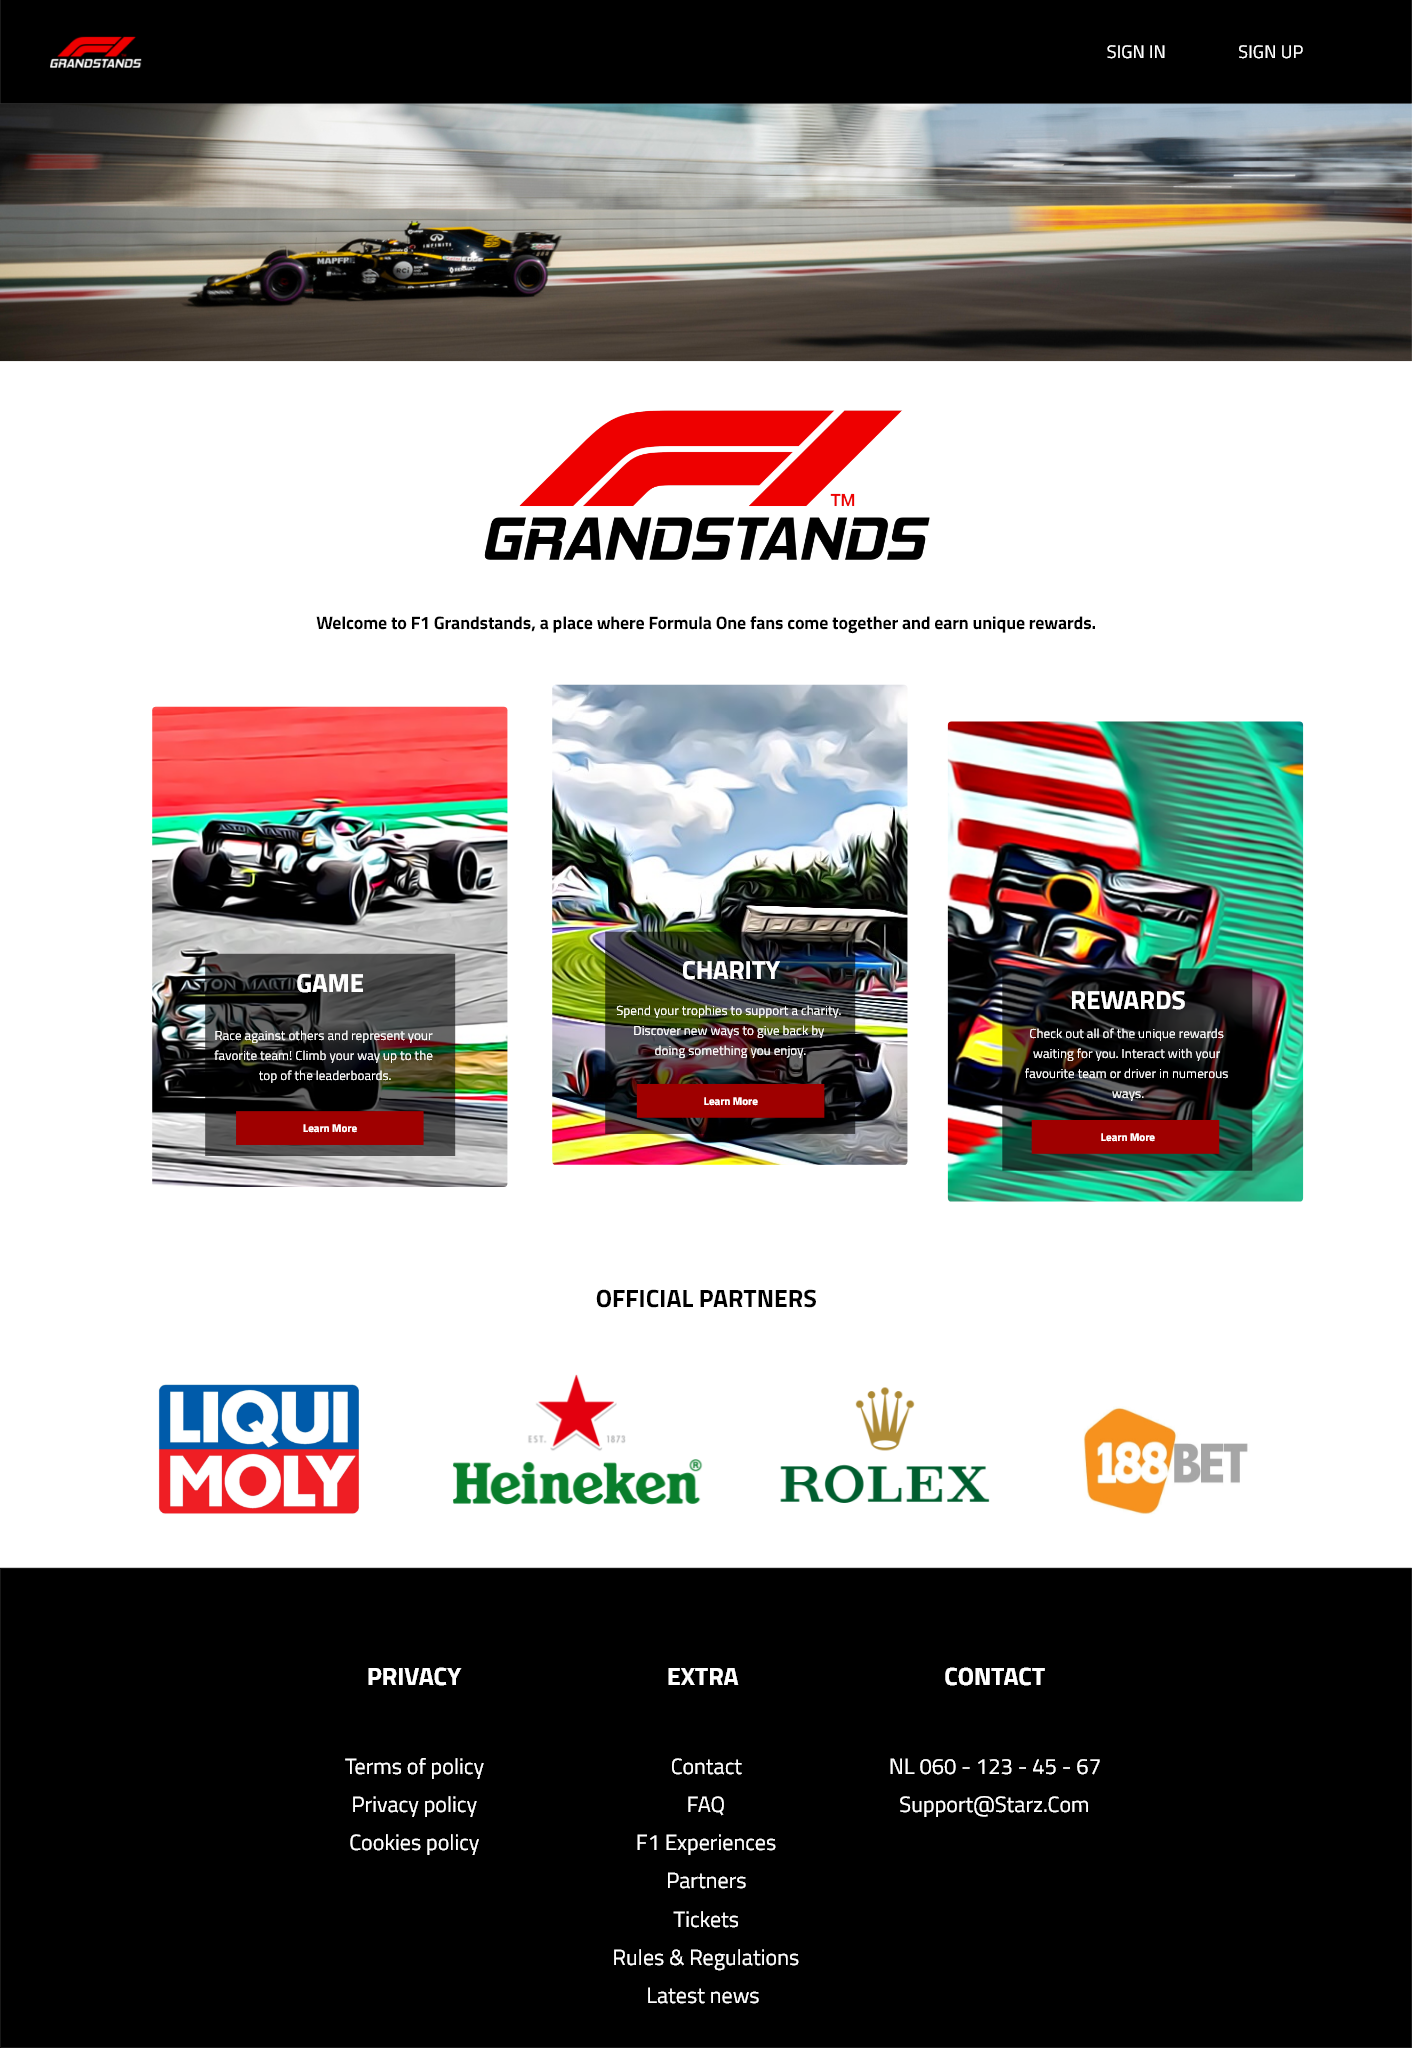 GRANDSTANDS
SIGN IN
SIGN UP
MAPFRE
RCI
INFINITI
RENAULT
TM
GRANDSTANDS
Welcome to F1 Grandstands, a place where Formula One fans come together and earn unique rewards.
ASTON MARTIN
GAME
Race against others and represent your
favorite team! Climb your way up to the
top of the leaderboards.
Learn More
CHARITY
Spend your trophies to support a charity.
Discover new ways to give back by
doing something you enjoy.
Learn More
REWARDS
Check out all of the unique rewards
waiting for you. Interact with your
favourite team or driver in numerous
ways.
Learn More
OFFICIAL PARTNERS
LIQUI
MOLY
EST. 1873
Heineken®
ROLEX
188BET
PRIVACY
Terms of policy
Privacy policy
Cookies policy
EXTRA
Contact
FAQ
F1 Experiences
Partners
Tickets
Rules & Regulations
Latest news
CONTACT
NL 060 - 123 - 45 - 67
Support@Starz.Com